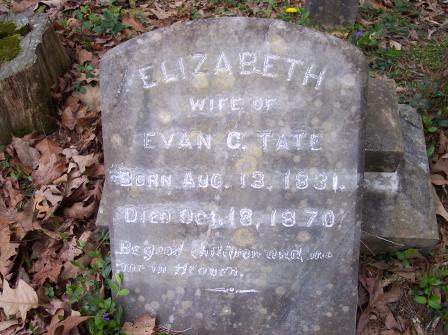 ELIZABETH
WIFE OF
EVAN C. TATE
BORN AUG. 13, 1831.
DIED OCT. 18, 1870
Be good children and, me
me in Heaven.